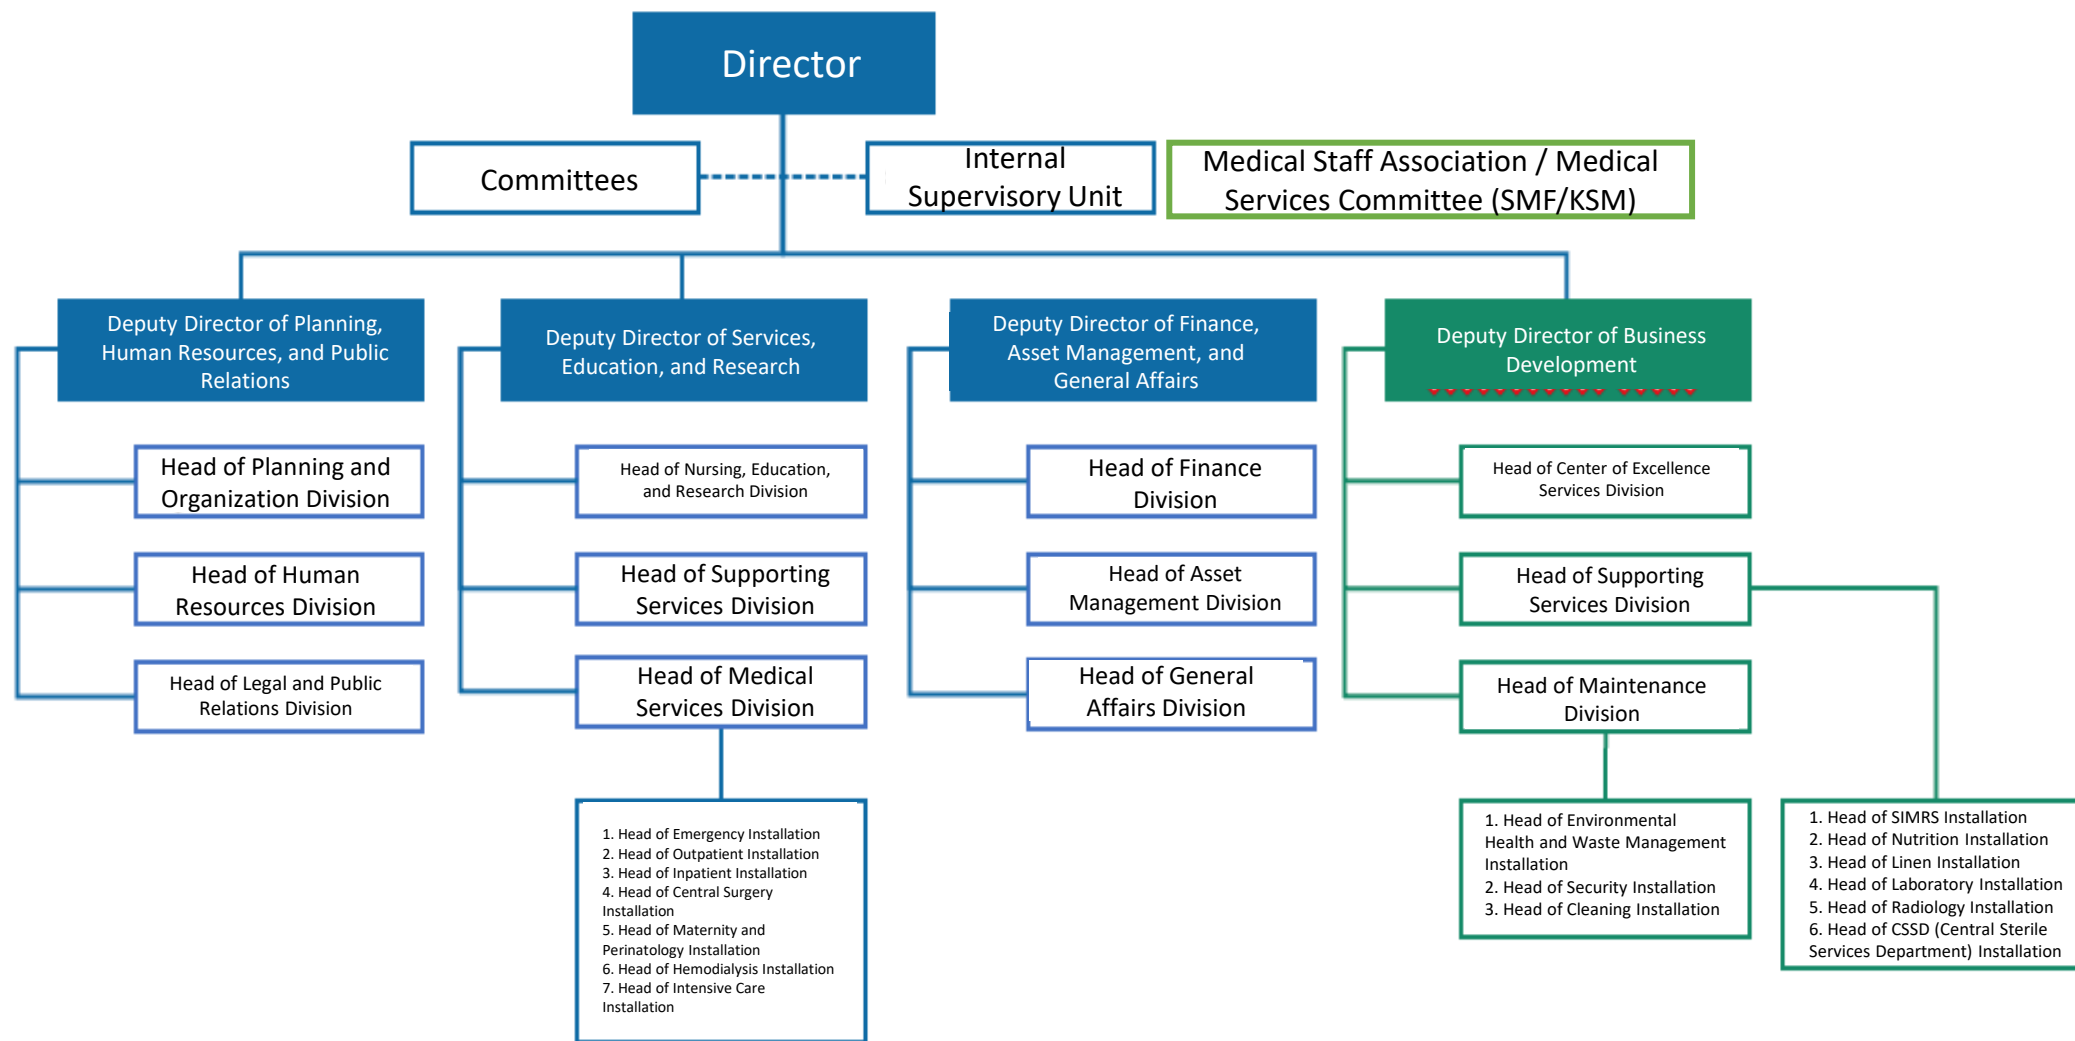 Director
Committees
Internal
Supervisory Unit
Medical Staff Association / Medical
Services Committee (SMF/KSM)
Deputy Director of Planning,
Human Resources, and Public
Relations
Deputy Director of Services,
Education, and Research
Deputy Director of Finance,
Asset Management, and
General Affairs
Deputy Director of Business
Development
Head of Planning and
Organization Division
Head of Human
Resources Division
Head of Legal and Public
Relations Division
Head of Nursing, Education,
and Research Division
Head of Supporting
Services Division
Head of Medical
Services Division
1. Head of Emergency Installation
2. Head of Outpatient Installation
3. Head of Inpatient Installation
4. Head of Central Surgery
Installation
5. Head of Maternity and
Perinatology Installation
6. Head of Hemodialysis Installation
7. Head of Intensive Care
Installation
Head of Finance
Division
Head of Asset
Management Division
Head of General
Affairs Division
Head of Center of Excellence
Services Division
Head of Supporting
Services Division
Head of Maintenance
Division
1. Head of Environmental
Health and Waste Management
Installation
2. Head of Security Installation
3. Head of Cleaning Installation
1. Head of SIMRS Installation
2. Head of Nutrition Installation
3. Head of Linen Installation
4. Head of Laboratory Installation
5. Head of Radiology Installation
6. Head of CSSD (Central Sterile
Services Department) Installation